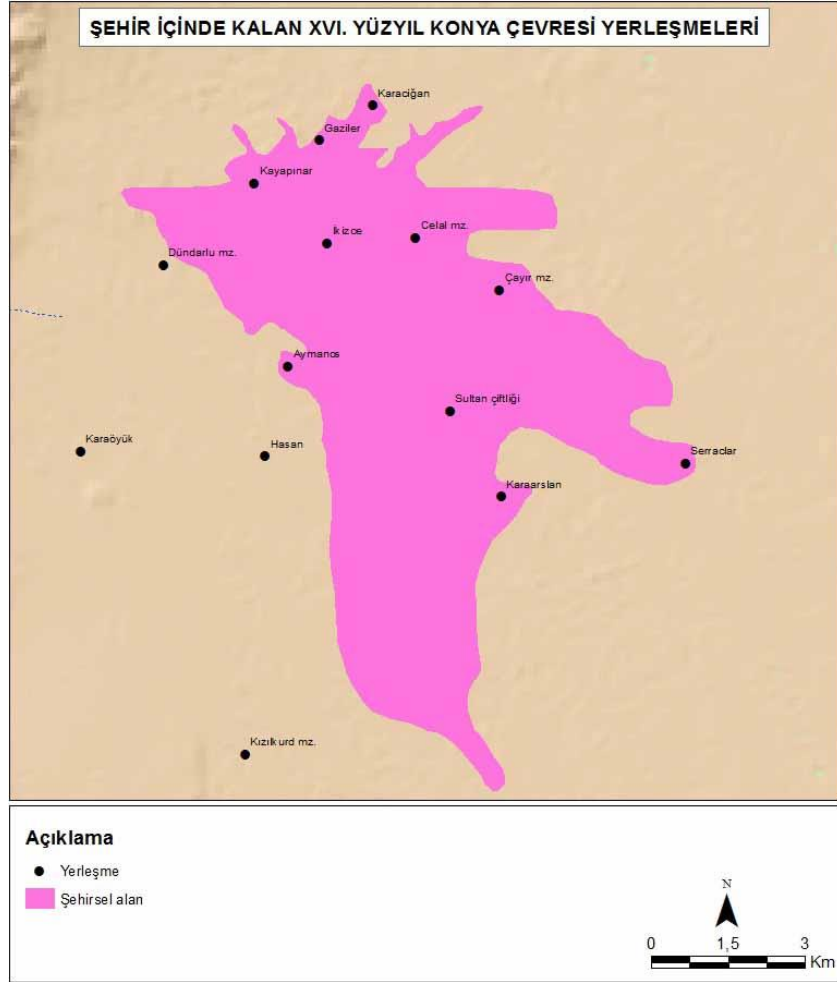 ŞEHİR İÇİNDE KALAN XVI. YÜZYIL KONYA ÇEVRESİ YERLEŞMELERİ
Karaciğan
Gaziler
Kayapınar
İkizce
Celal mz.
Dündarlu mz.
Çayır mz.
Aymanos
Sultan çiftliği
Karaöyük
Hasan
Serraclar
Karaarslan
Kızılkurd mz.
Açıklama
Yerleşme
Şehirsel alan
N
0 1,5 3
Km